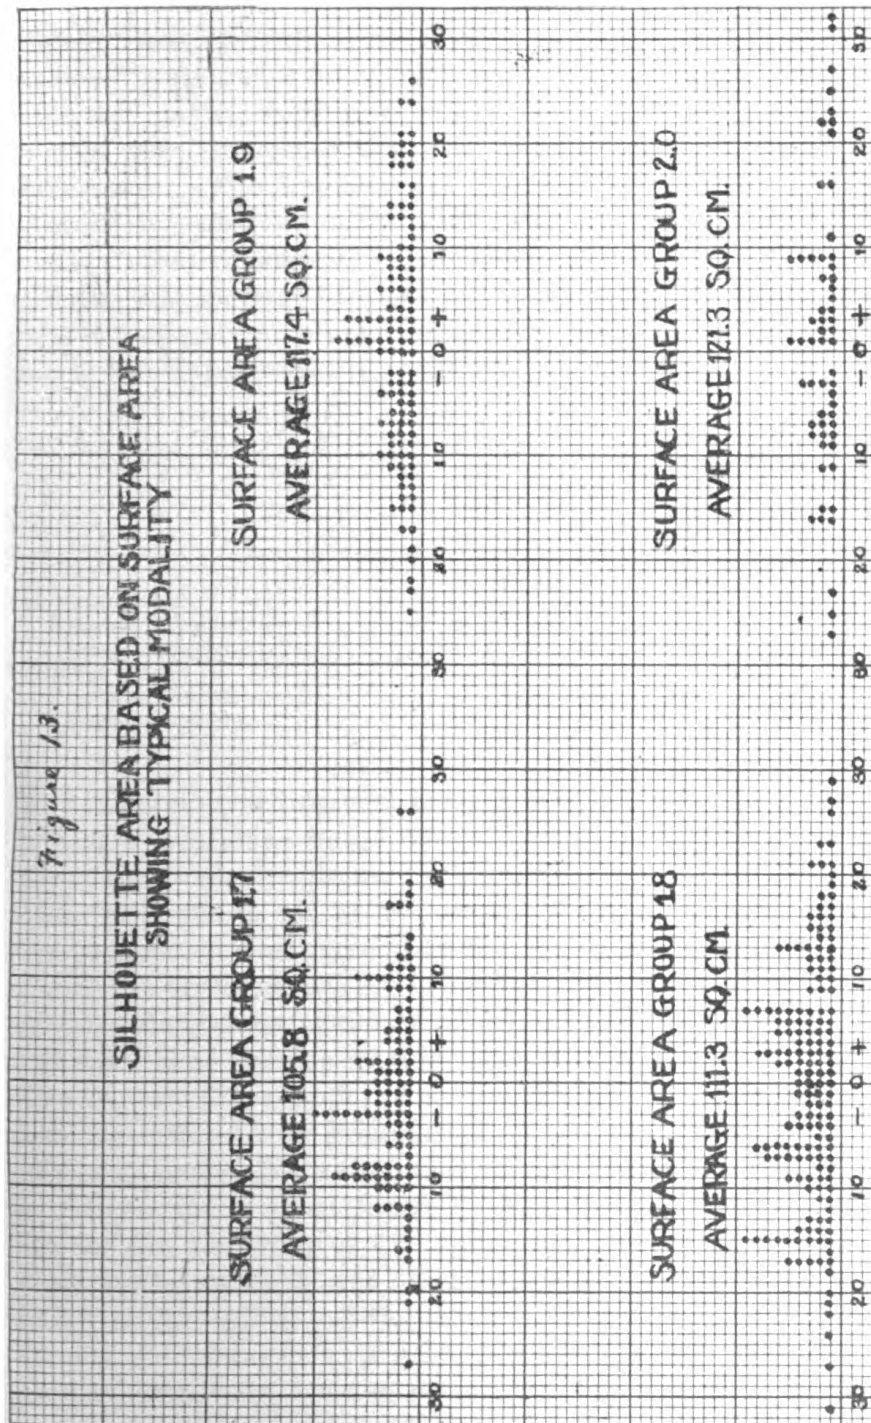 Figure 13.
SILHOUETTE AREA BASED ON SURFACE AREA
SHOWING TYPICAL MODALITY
SURFACE AREA GROUP 1.7
AVERAGE 105.8 SQ.CM.
30 20 10 − 0 + 10 20 30
SURFACE AREA GROUP 1.9
AVERAGE 117.4 SQ.CM.
30 20 10 − 0 + 10 20 30
SURFACE AREA GROUP 1.8
AVERAGE 111.3 SQ.CM.
30 20 10 − 0 + 10 20 30
SURFACE AREA GROUP 2.0
AVERAGE 121.3 SQ.CM.
30 20 10 − 0 + 10 20 30